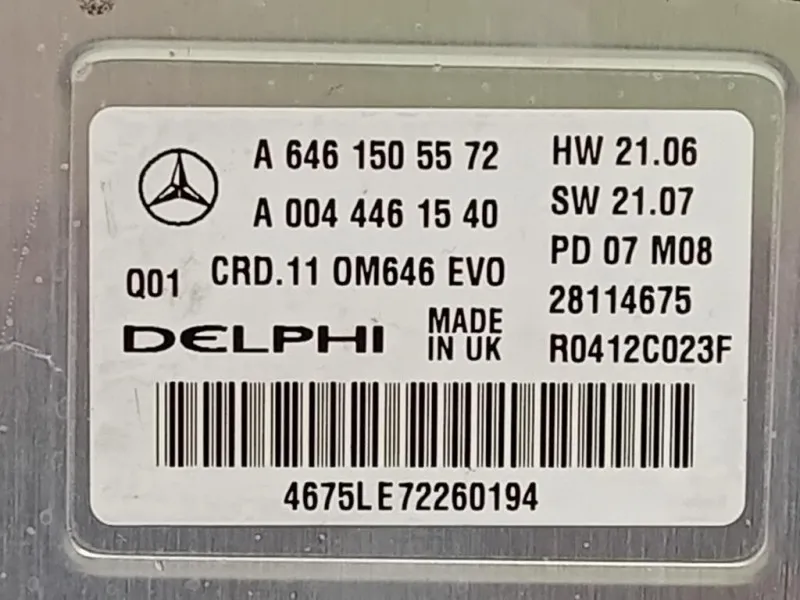 A 646 150 55 72
A 004 446 15 40
Q01 CRD.11 OM646 EVO
DELPHI
MADE
IN UK
HW 21.06
SW 21.07
PD 07 M08
28114675
R0412C023F
4675LE72260194